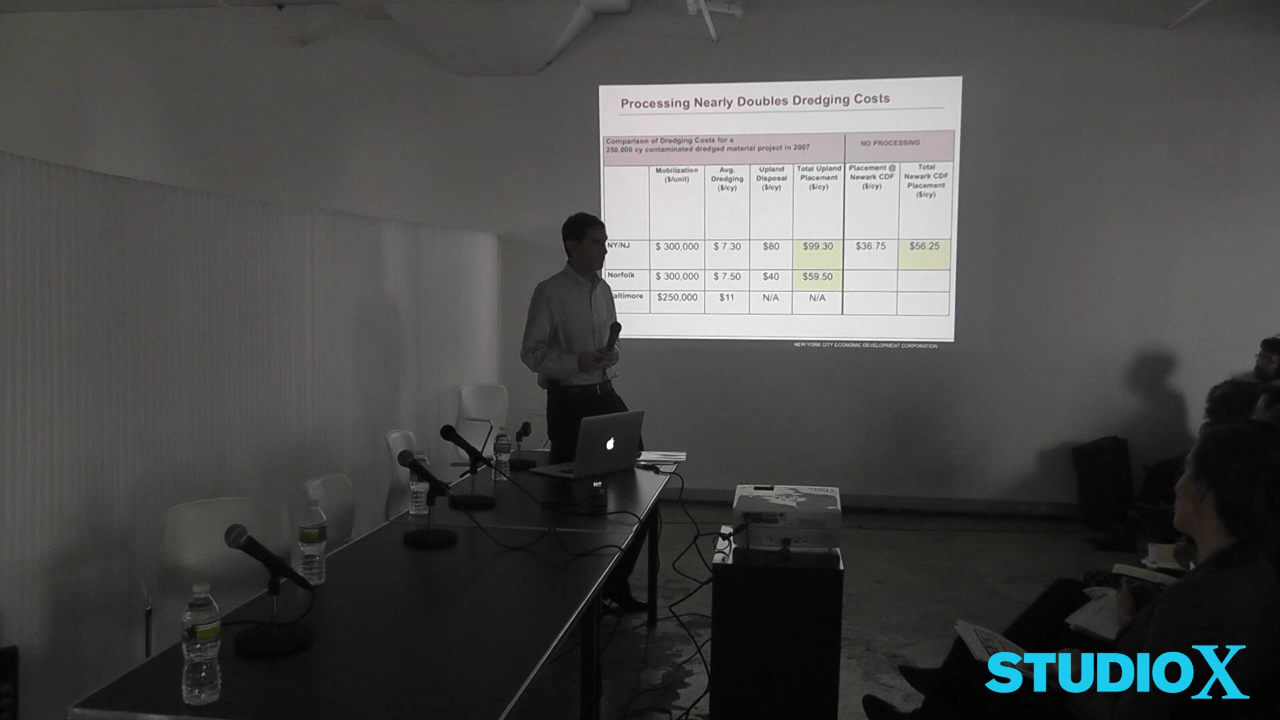 Processing Nearly Doubles Dredging Costs
Comparison of Dredging Costs for a
250,000 cy contaminated dredged material project in 2007
NO PROCESSING
Mobilization
($/unit)
Avg.
Dredging
($/cy)
Upland
Disposal
($/cy)
Total Upland
Placement
($/cy)
Placement @
Newark CDF
($/cy)
Total
Newark CDF
Placement
($/cy)
NY/NJ $ 300,000 $ 7.30 $80 $99.30 $36.75 $56.25
Norfolk $ 300,000 $ 7.50 $40 $59.50
altimore $250,000 $11 N/A N/A
NEW YORK CITY ECONOMIC DEVELOPMENT CORPORATION
STUDIOX